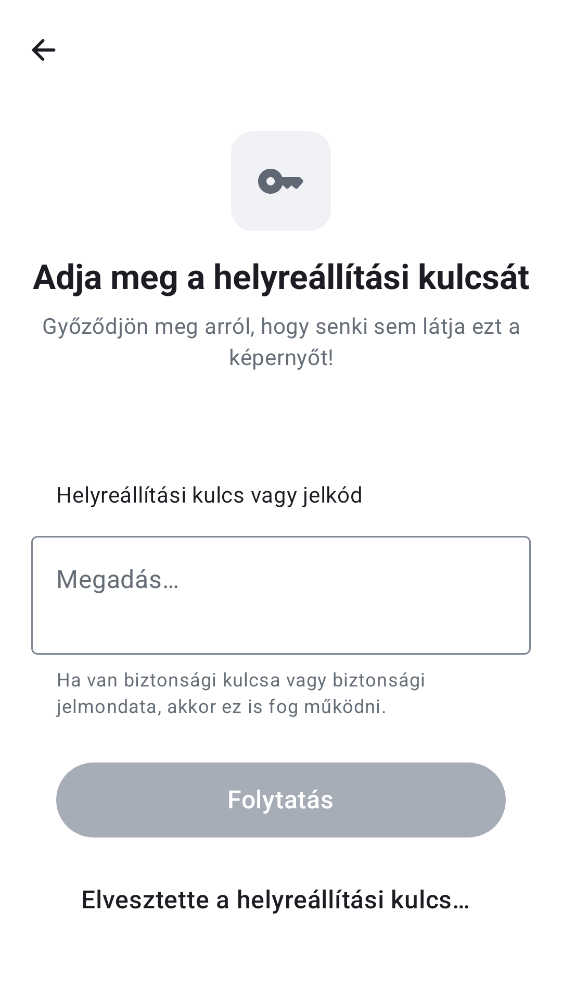 Adja meg a helyreállítási kulcsát
Győződjön meg arról, hogy senki sem látja ezt a
képernyőt!
Helyreállítási kulcs vagy jelkód
Megadás…
Ha van biztonsági kulcsa vagy biztonsági
jelmondata, akkor ez is fog működni.
Folytatás
Elvesztette a helyreállítási kulcs…